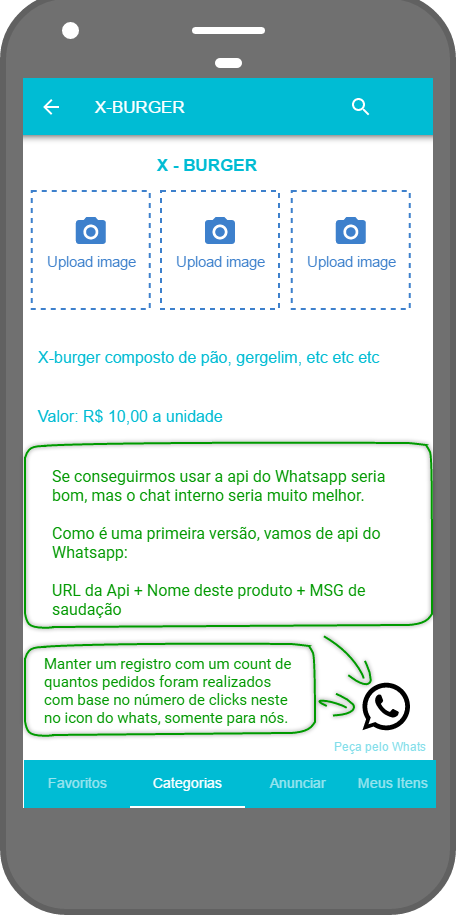 X-BURGER
X - BURGER
Upload image Upload image Upload image
X-burger composto de pão, gergelim, etc etc etc
Valor: R$ 10,00 a unidade
Se conseguirmos usar a api do Whatsapp seria
bom, mas o chat interno seria muito melhor.
Como é uma primeira versão, vamos de api do
Whatsapp:
URL da Api + Nome deste produto + MSG de
saudação
Manter um registro com um count de
quantos pedidos foram realizados
com base no número de clicks neste
no icon do whats, somente para nós.
Peça pelo Whats
Favoritos Categorias Anunciar Meus Itens